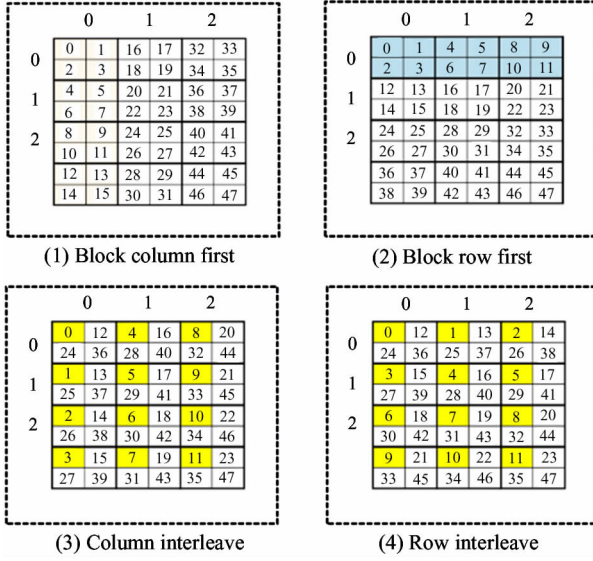 0 1 2
0 0 1 16 17 32 33
2 3 18 19 34 35
1 4 5 20 21 36 37
6 7 22 23 38 39
2 8 9 24 25 40 41
10 11 26 27 42 43
12 13 28 29 44 45
14 15 30 31 46 47
(1) Block column first
0 1 2
0 0 1 4 5 8 9
2 3 6 7 10 11
1 12 13 16 17 20 21
14 15 18 19 22 23
2 24 25 28 29 32 33
26 27 30 31 34 35
36 37 40 41 44 45
38 39 42 43 46 47
(2) Block row first
0 1 2
0 0 12 4 16 8 20
24 36 28 40 32 44
1 1 13 5 17 9 21
25 37 29 41 33 45
2 2 14 6 18 10 22
26 38 30 42 34 46
3 15 7 19 11 23
27 39 31 43 35 47
(3) Column interleave
0 1 2
0 0 12 1 13 2 14
24 36 25 37 26 38
1 3 15 4 16 5 17
27 39 28 40 29 41
2 6 18 7 19 8 20
30 42 31 43 32 44
9 21 10 22 11 23
33 45 34 46 35 47
(4) Row interleave